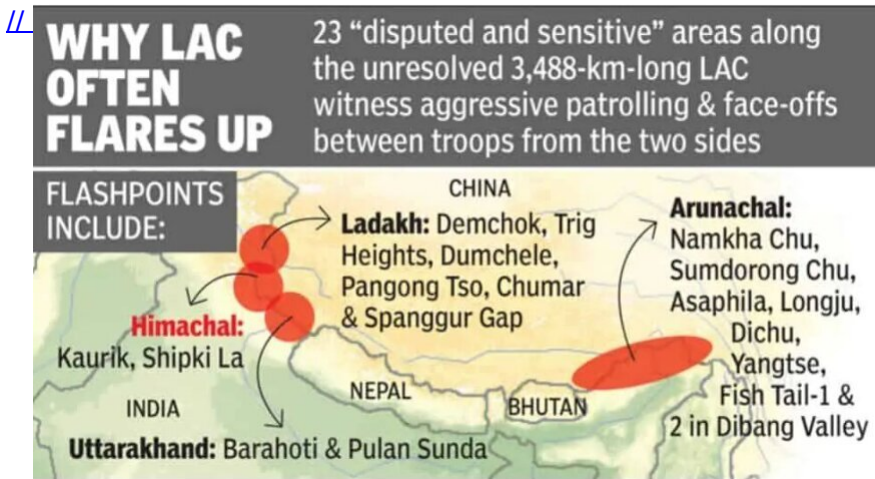 //
WHY LAC
OFTEN
FLARES UP
23 “disputed and sensitive” areas along
the unresolved 3,488-km-long LAC
witness aggressive patrolling & face-offs
between troops from the two sides
FLASHPOINTS
INCLUDE:
CHINA
Ladakh: Demchok, Trig
Heights, Dumchele,
Pangong Tso, Chumar
& Spanggur Gap
Arunachal:
Namkha Chu,
Sumdorong Chu,
Asaphila, Longju,
Dichu,
Yangtse,
Fish Tail-1 &
2 in Dibang Valley
Himachal:
Kaurik, Shipki La
INDIA
NEPAL
BHUTAN
Uttarakhand: Barahoti & Pulan Sunda